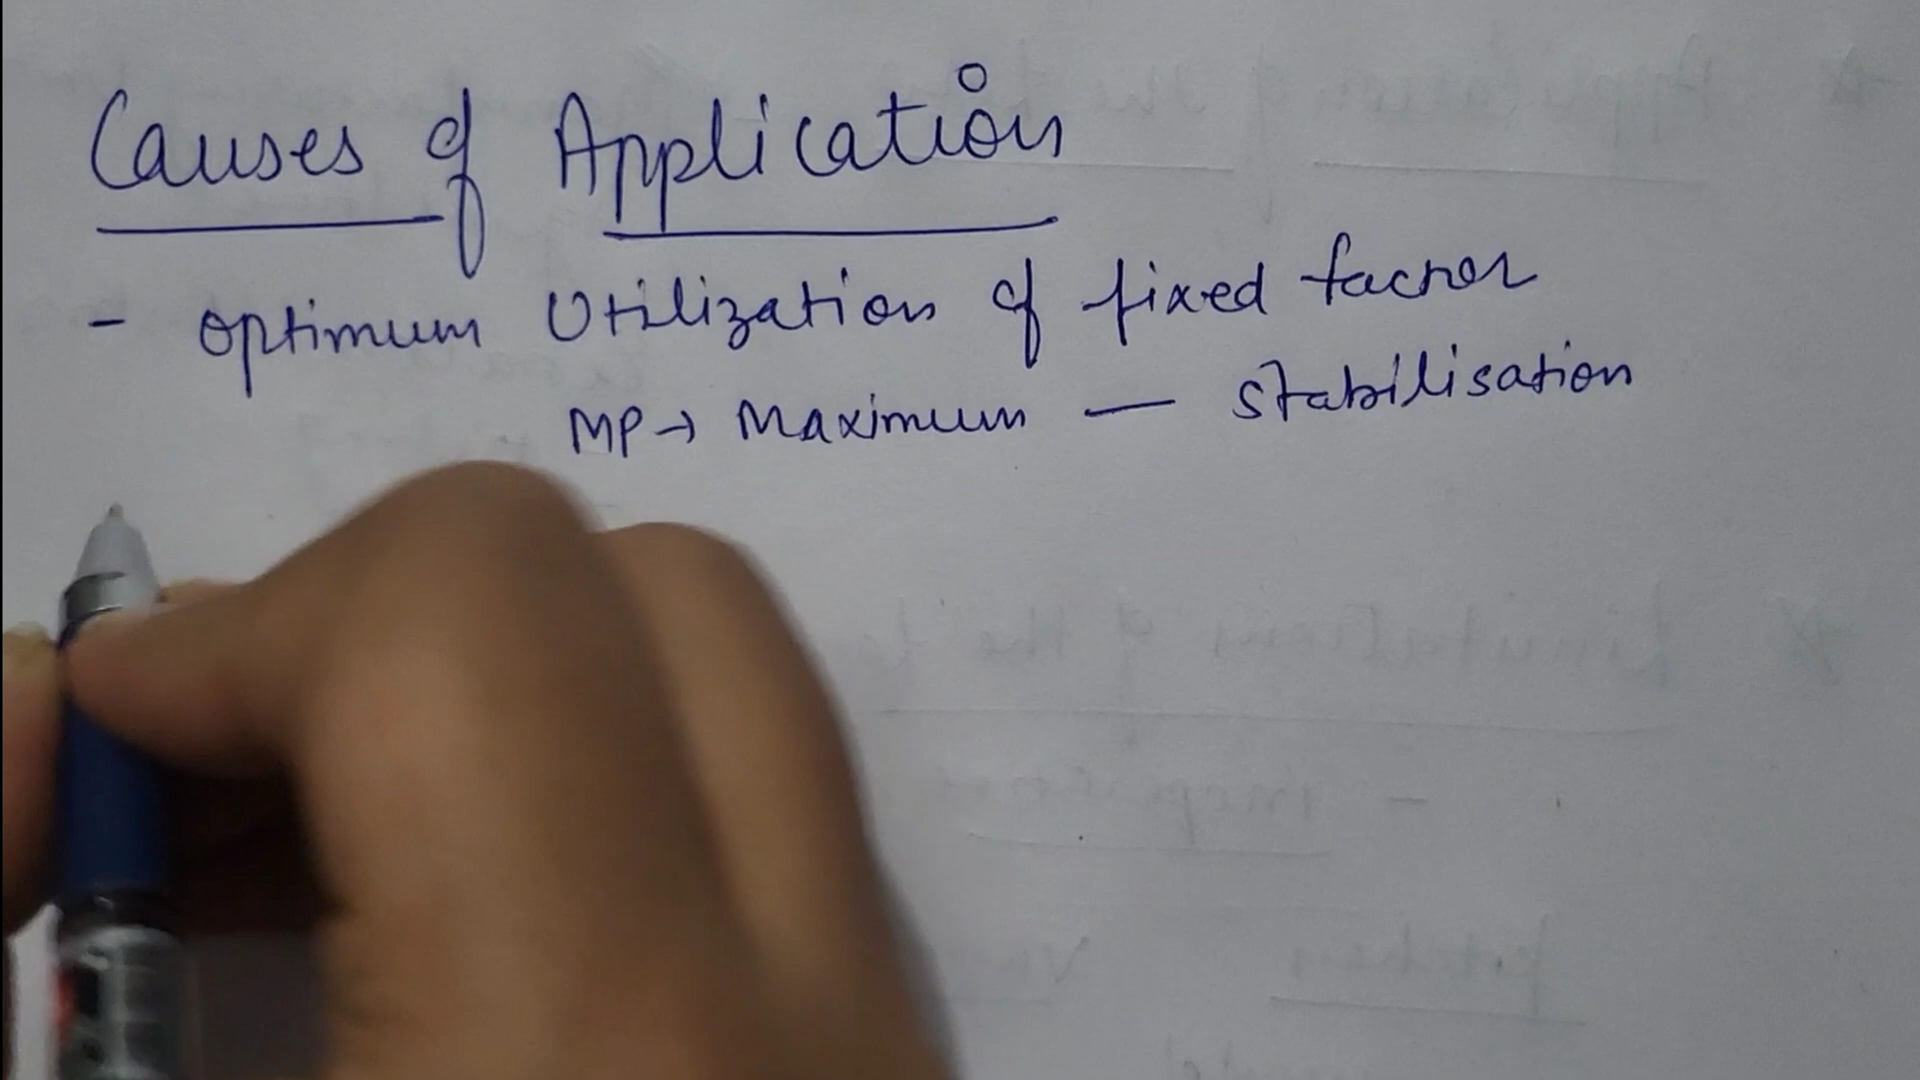 Causes of Application
- Optimum Utilization of fixed factor
MP → Maximum — Stabilisation